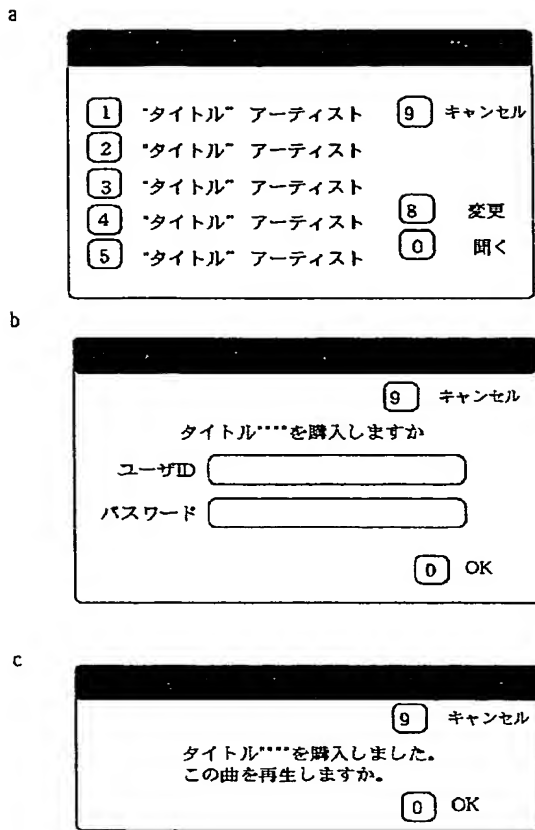 a
1 "タイトル" アーティスト 9 キャンセル
2 "タイトル" アーティスト
3 "タイトル" アーティスト
4 "タイトル" アーティスト 8 変更
5 "タイトル" アーティスト 0 聞く
b
9 キャンセル
タイトル""を購入しますか
ユーザID
パスワード
0 OK
c
9 キャンセル
タイトル""を購入しました。
この曲を再生しますか。
0 OK